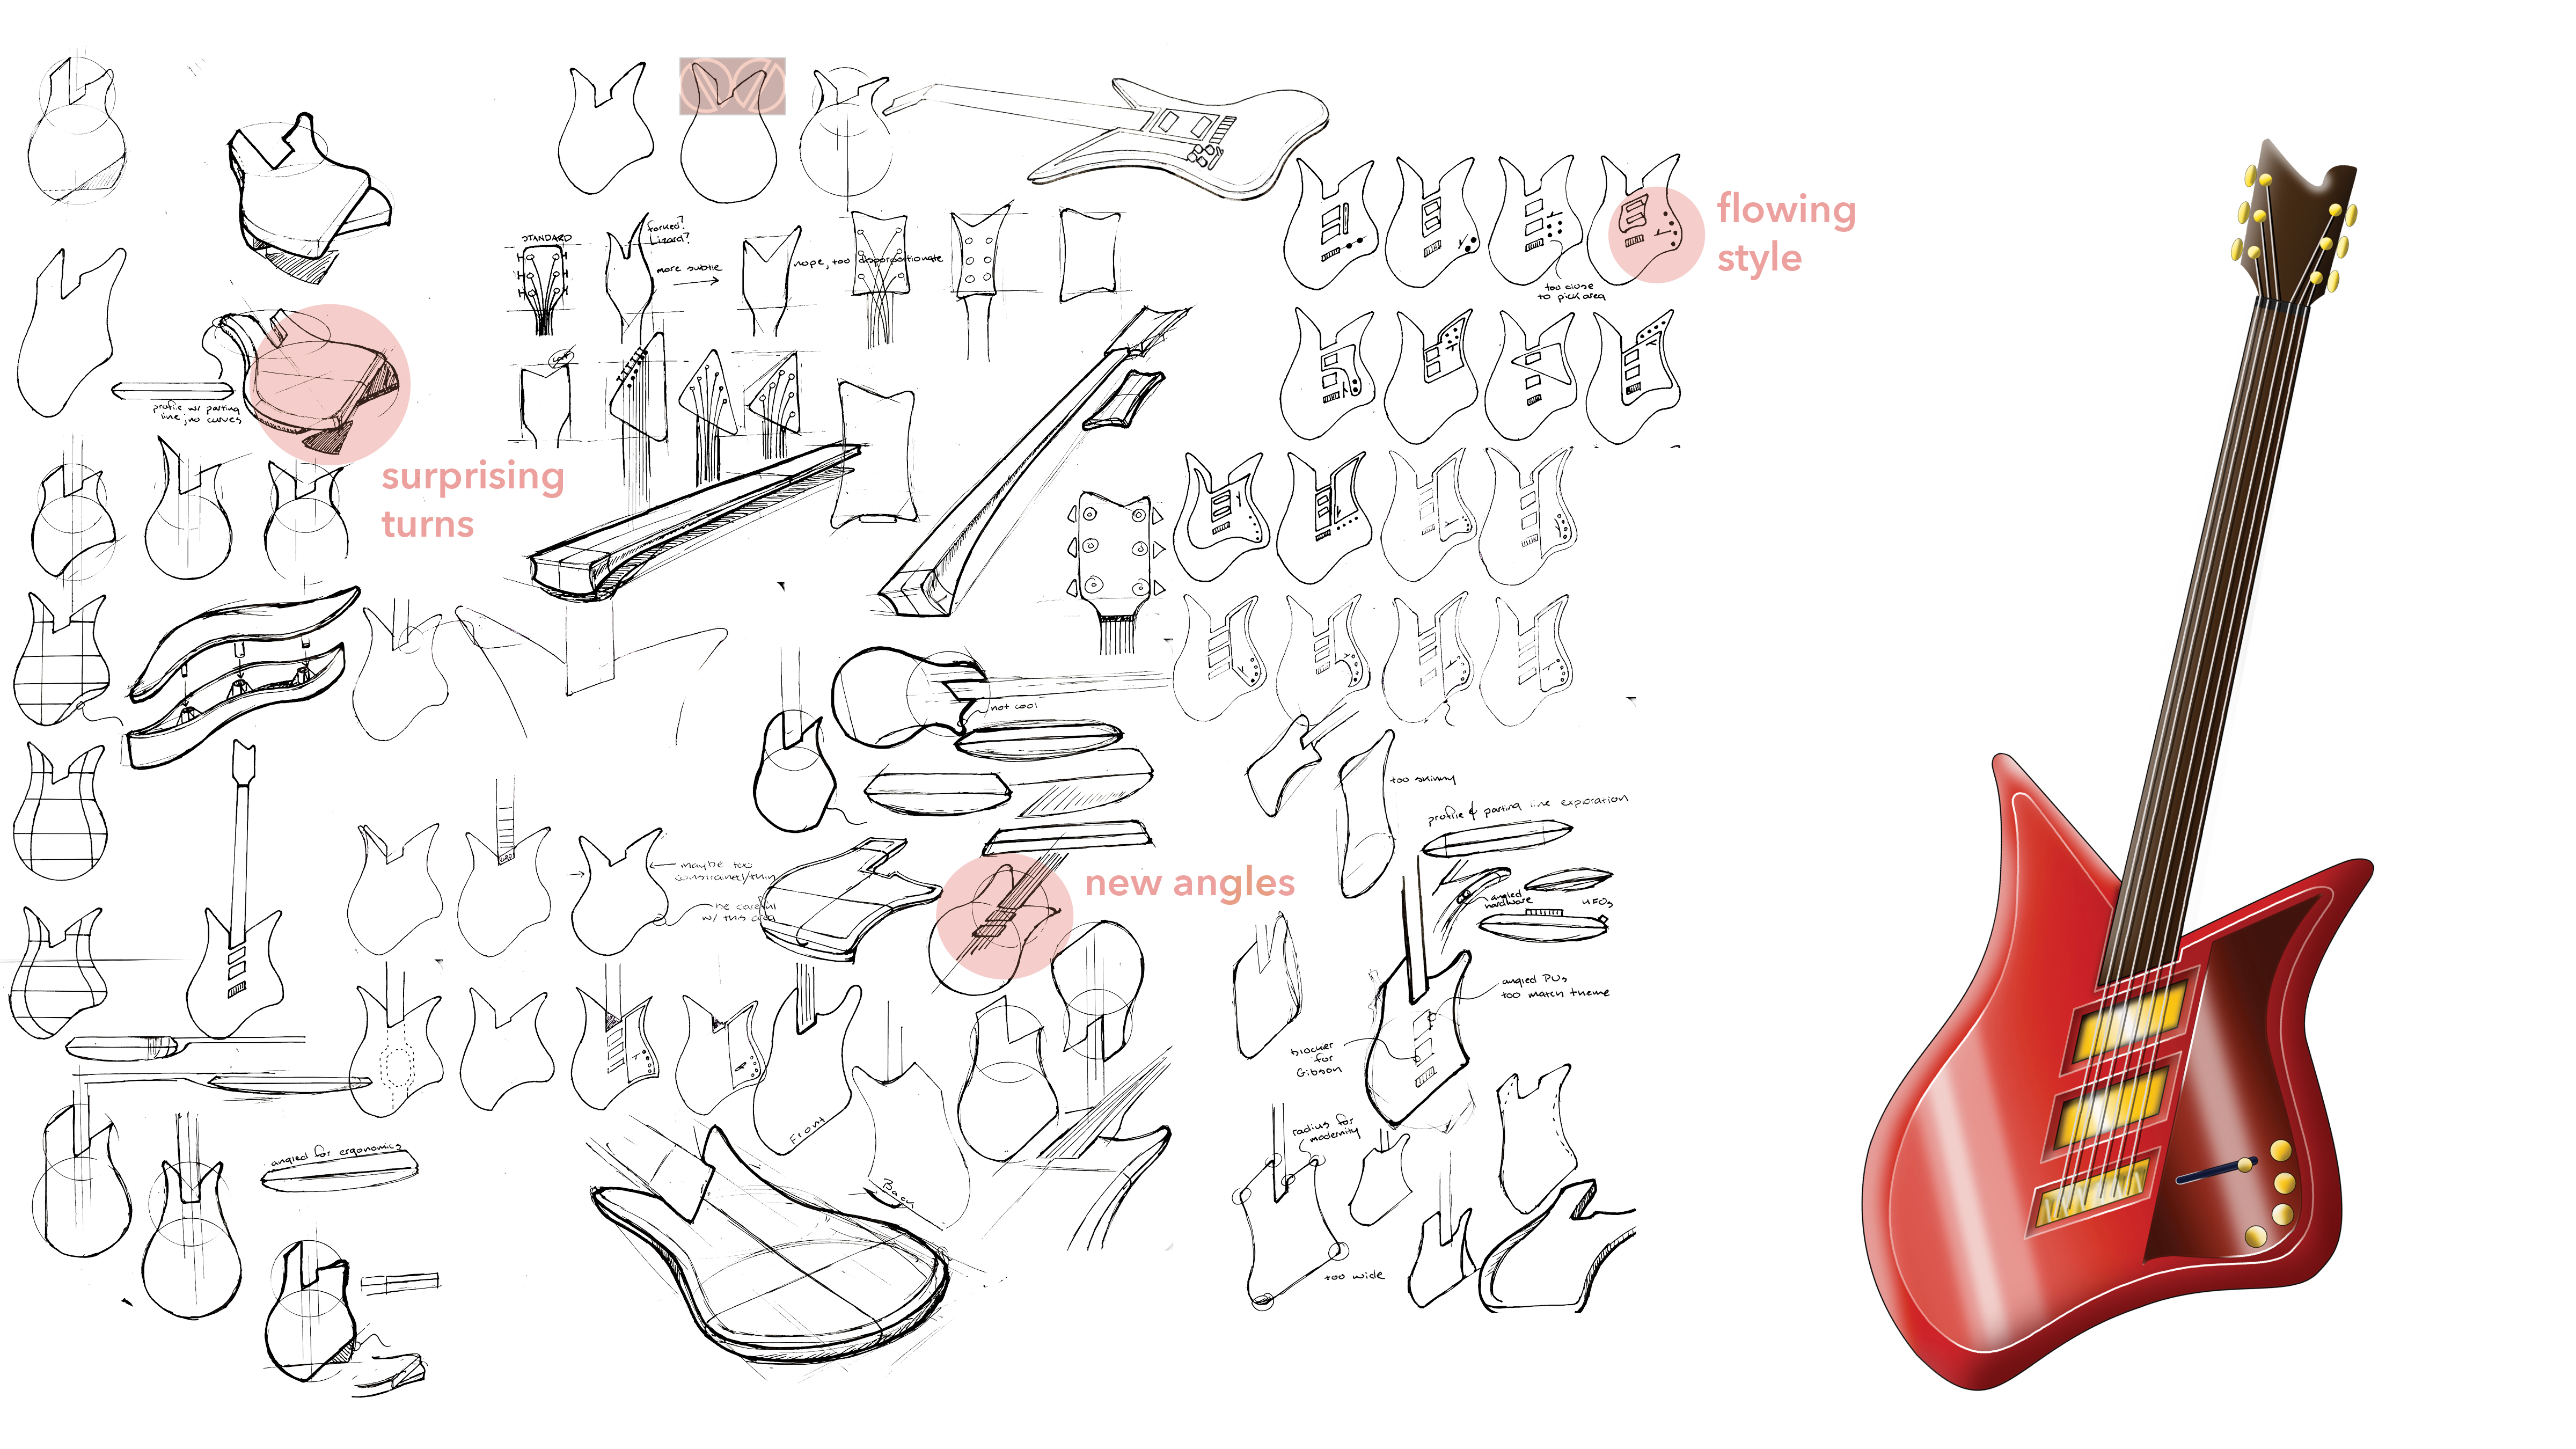 flowing
style
surprising
turns
new angles
STANDARD
forked?
Lizard?
more subtle
nope, too disproportionate
too close
to pick area
profile w/ parting
line; no curves
not cool
too skinny
profile & parting line exploration
angled
hardware
UFOs
maybe too
constrained/thin
be careful
w/ this area
angled PUs
too match theme
blockier
for
Gibson
radius for
modernity
too wide
Front
Back
angled for ergonomics